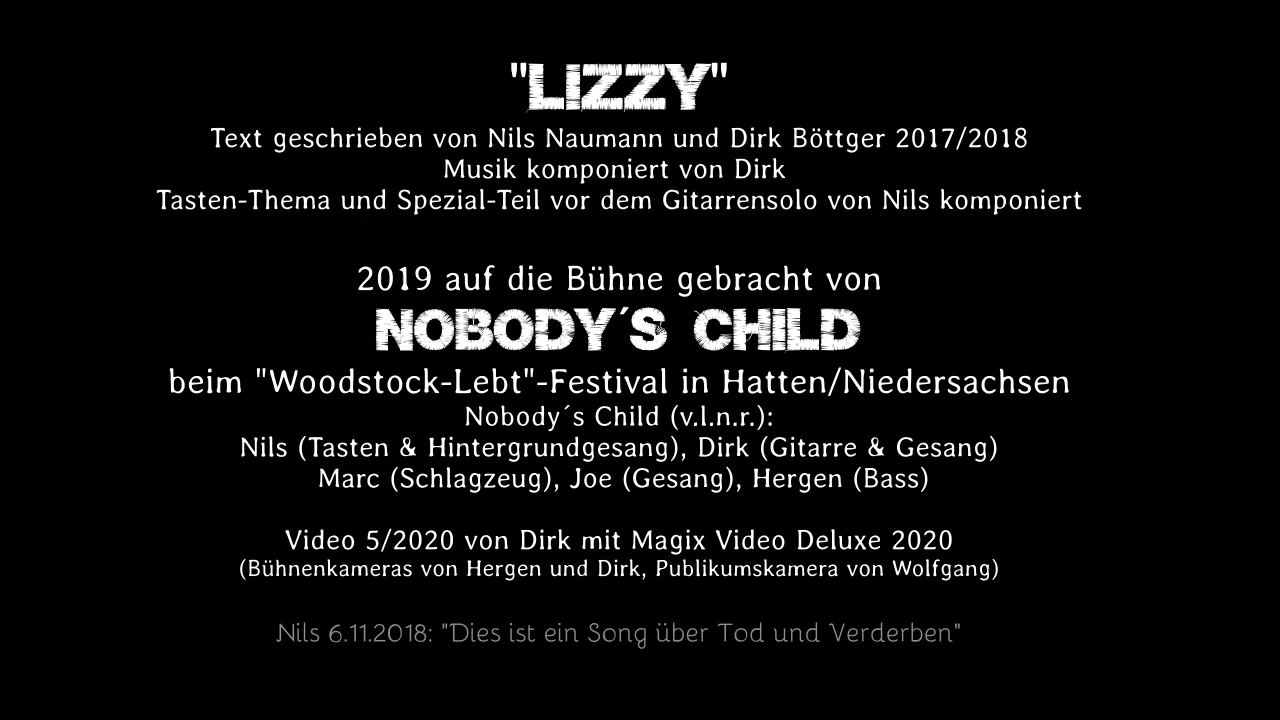 "LIZZY"
Text geschrieben von Nils Naumann und Dirk Böttger 2017/2018
Musik komponiert von Dirk
Tasten-Thema und Spezial-Teil vor dem Gitarrensolo von Nils komponiert
2019 auf die Bühne gebracht von
NOBODY´S CHILD
beim "Woodstock-Lebt"-Festival in Hatten/Niedersachsen
Nobody´s Child (v.l.n.r.):
Nils (Tasten & Hintergrundgesang), Dirk (Gitarre & Gesang)
Marc (Schlagzeug), Joe (Gesang), Hergen (Bass)
Video 5/2020 von Dirk mit Magix Video Deluxe 2020
(Bühnenkameras von Hergen und Dirk, Publikumskamera von Wolfgang)
Nils 6.11.2018: "Dies ist ein Song über Tod und Verderben"